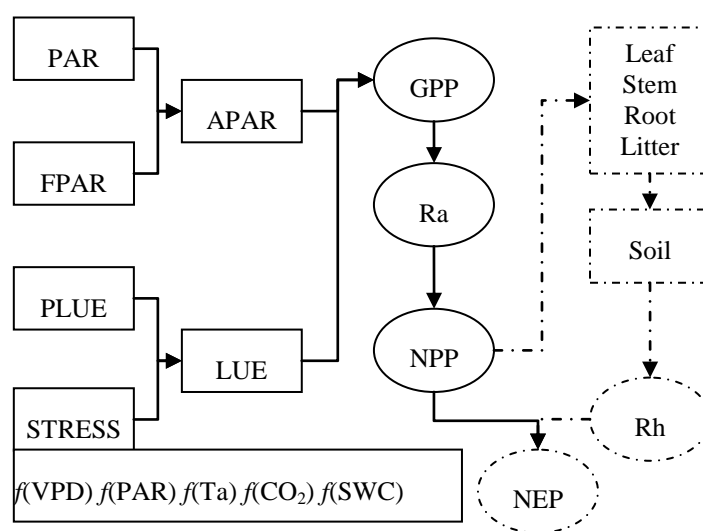 PAR
FPAR
APAR
PLUE
STRESS
LUE
f(VPD) f(PAR) f(Ta) f(CO₂) f(SWC)
GPP
Ra
NPP
NEP
Leaf
Stem
Root
Litter
Soil
Rh